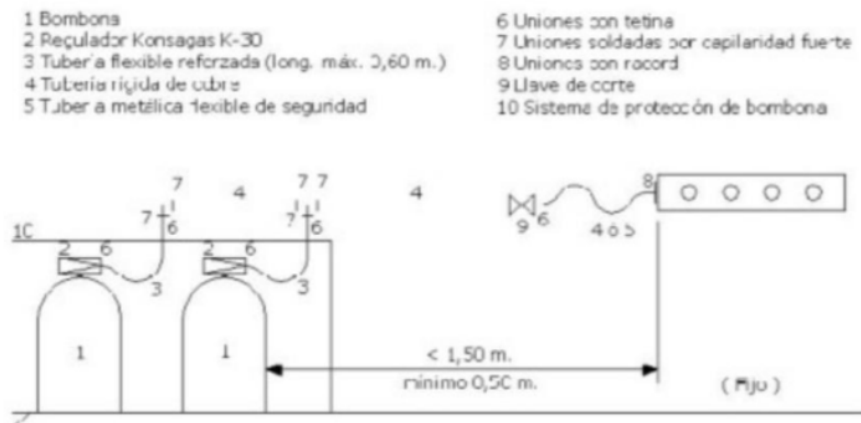 1 Bombona
2 Regulador Konsagas K-30
3 Tubería flexible reforzada (long. máx. 0,60 m.)
4 Tubería rígida de cobre
5 Tubería metálica flexible de seguridad
6 Uniones con tetina
7 Uniones soldadas por capilaridad fuerte
8 Uniones con racord
9 Llave de corte
10 Sistema de protección de bombona
7 4 7 7 4
8
7 6 7 6
9 6 4 ó 5
10
2 6 2 6
3 3
1 1
< 1,50 m.
mínimo 0,50 m.
( Fijo )